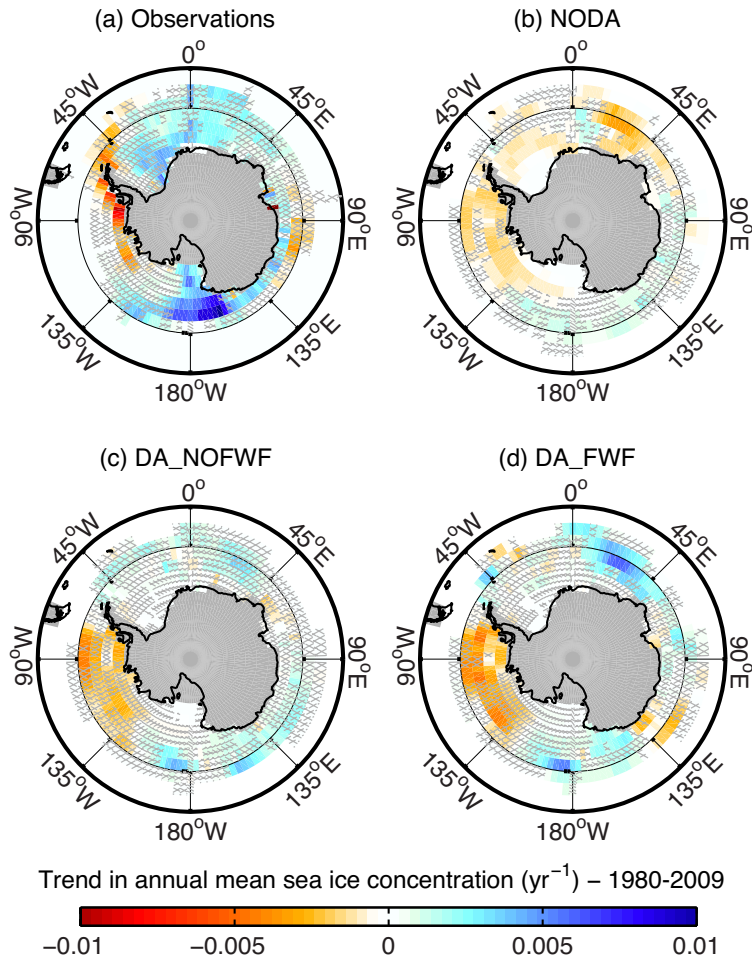 (a) Observations
(b) NODA
0°
0°
45°W
45°E
45°W
45°E
90°W
90°E
90°W
90°E
135°W
135°E
135°W
135°E
180°W
180°W
(c) DA_NOFWF
(d) DA_FWF
0°
0°
45°W
45°E
45°W
45°E
90°W
90°E
90°W
90°E
135°W
135°E
135°W
135°E
180°W
180°W
Trend in annual mean sea ice concentration (yr⁻¹) − 1980-2009
−0.01
−0.005
0
0.005
0.01